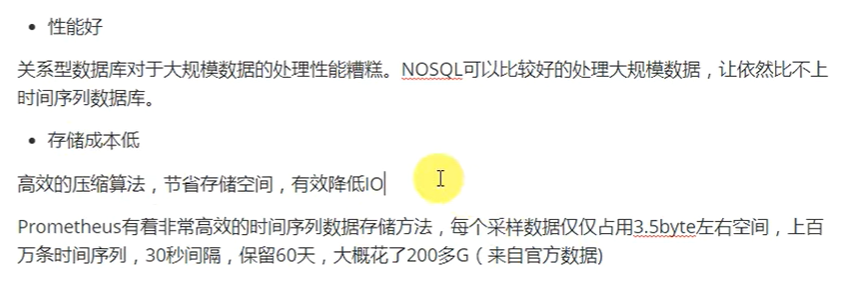 • 性能好
关系型数据库对于大规模数据的处理性能糟糕。NOSQL可以比较好的处理大规模数据，让依然比不上
时间序列数据库。
• 存储成本低
高效的压缩算法，节省存储空间，有效降低IO
Prometheus有着非常高效的时间序列数据存储方法，每个采样数据仅仅占用3.5byte左右空间，上百
万条时间序列，30秒间隔，保留60天，大概花了200多G（来自官方数据)